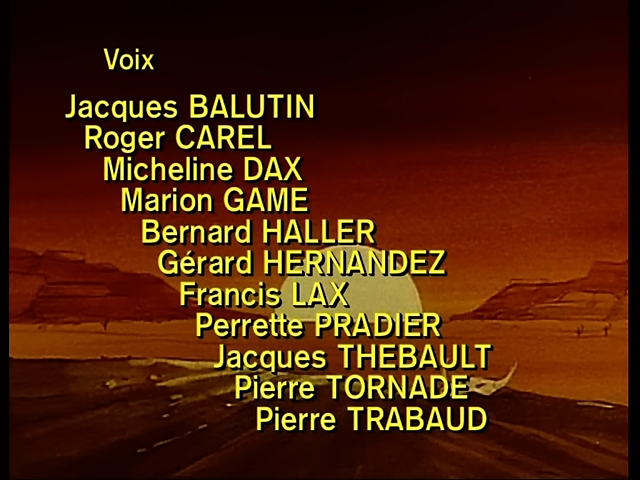 Voix
Jacques BALUTIN
Roger CAREL
Micheline DAX
Marion GAME
Bernard HALLER
Gérard HERNANDEZ
Francis LAX
Perrette PRADIER
Jacques THEBAULT
Pierre TORNADE
Pierre TRABAUD